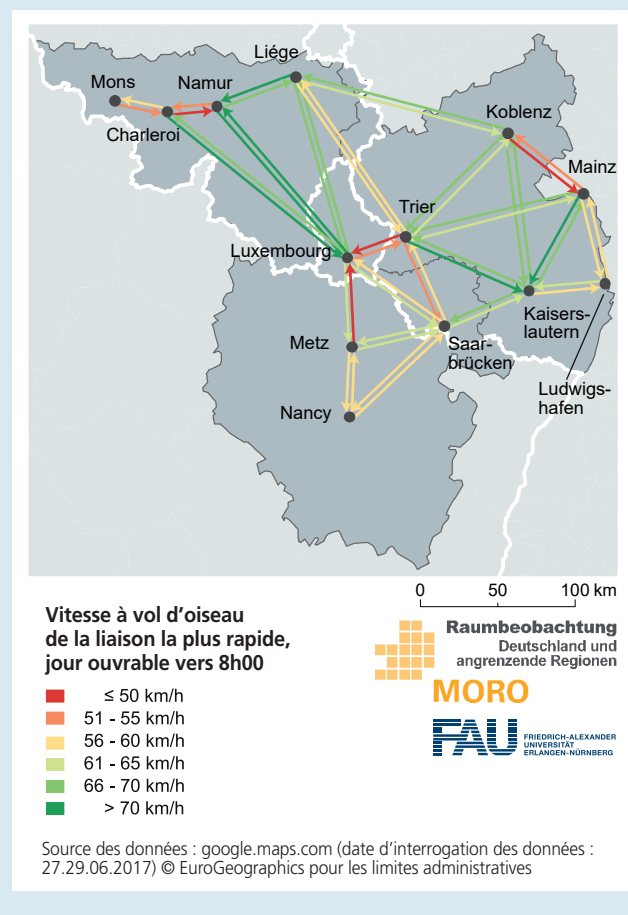 Liége
Mons
Namur
Charleroi
Koblenz
Mainz
Trier
Luxembourg
Kaisers-
lautern
Metz
Saar-
brücken
Ludwigs-
hafen
Nancy
0 50 100 km
Vitesse à vol d'oiseau
de la liaison la plus rapide,
jour ouvrable vers 8h00
≤ 50 km/h
51 - 55 km/h
56 - 60 km/h
61 - 65 km/h
66 - 70 km/h
> 70 km/h
Raumbeobachtung
Deutschland und
angrenzende Regionen
MORO
FAU
FRIEDRICH-ALEXANDER
UNIVERSITÄT
ERLANGEN-NÜRNBERG
Source des données : google.maps.com (date d'interrogation des données :
27.29.06.2017) © EuroGeographics pour les limites administratives